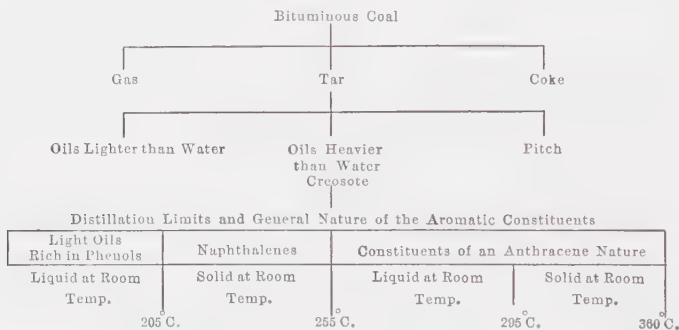 Bituminous Coal
Gas Tar Coke
Oils Lighter than Water Oils Heavier Pitch
than Water
Creosote
Distillation Limits and General Nature of the Aromatic Constituents
Light Oils
Rich in Phenols Naphthalenes Constituents of an Anthracene Nature
Liquid at Room Solid at Room Liquid at Room Solid at Room
Temp. Temp. Temp. Temp.
205°C. 255°C. 295°C. 360°C.